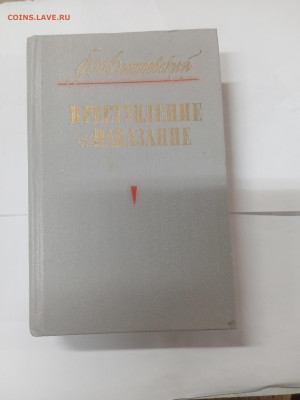 COINS.LAVE.RU
Ф. Достоевский
ПРЕСТУПЛЕНИЕ
и НАКАЗАНИЕ